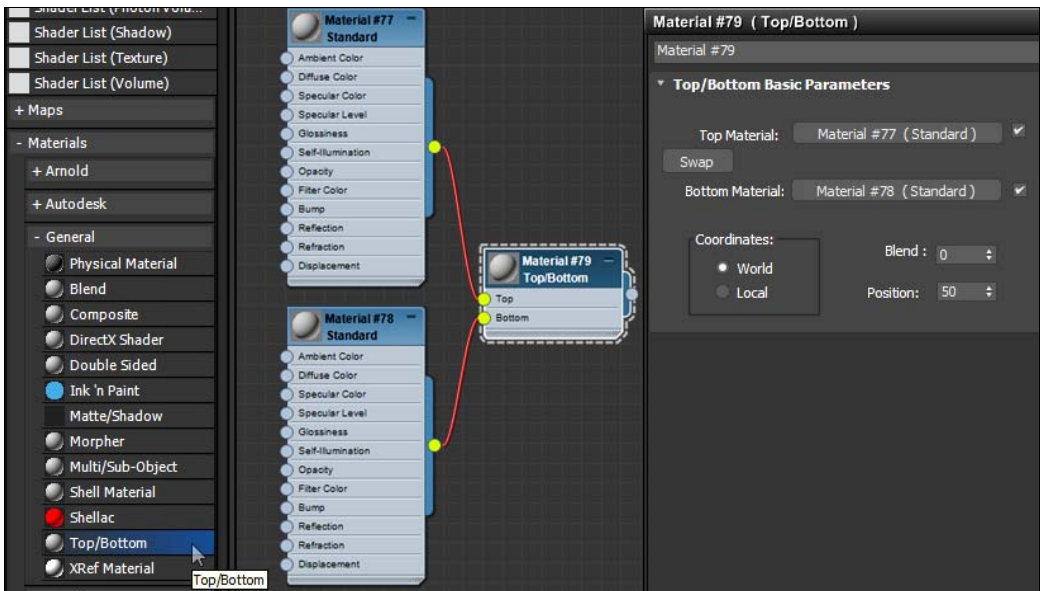 Shader List (Photon Volu...
Shader List (Shadow)
Shader List (Texture)
Shader List (Volume)
+ Maps
- Materials
+ Arnold
+ Autodesk
- General
Physical Material
Blend
Composite
DirectX Shader
Double Sided
Ink 'n Paint
Matte/Shadow
Morpher
Multi/Sub-Object
Shell Material
Shellac
Top/Bottom
XRef Material
Top/Bottom
Material #77
Standard
Ambient Color
Diffuse Color
Specular Color
Specular Level
Glossiness
Self-Illumination
Opacity
Filter Color
Bump
Reflection
Refraction
Displacement
Material #78
Standard
Ambient Color
Diffuse Color
Specular Color
Specular Level
Glossiness
Self-Illumination
Opacity
Filter Color
Bump
Reflection
Refraction
Displacement
Material #79
Top/Bottom
Top
Bottom
Material #79 ( Top/Bottom )
Material #79
Top/Bottom Basic Parameters
Top Material: Material #77 ( Standard )
Swap
Bottom Material: Material #78 ( Standard )
Coordinates:
World
Local
Blend : 0
Position: 50